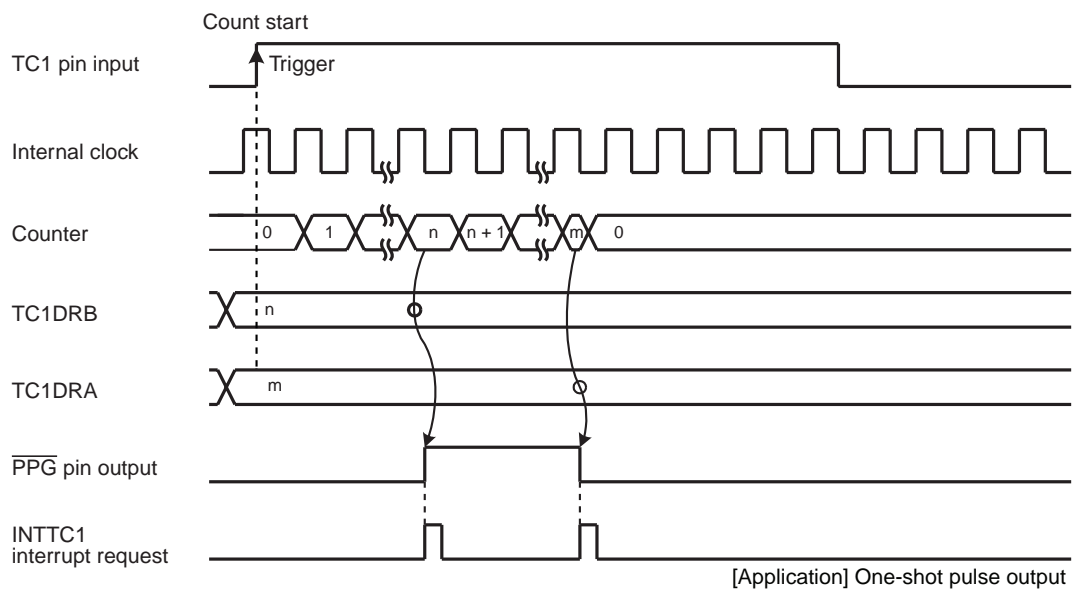 Count start
TC1 pin input
Trigger
Internal clock
Counter
0 1 n n + 1 m 0
TC1DRB
n
TC1DRA
m
PPG pin output
INTTC1
interrupt request
[Application] One-shot pulse output